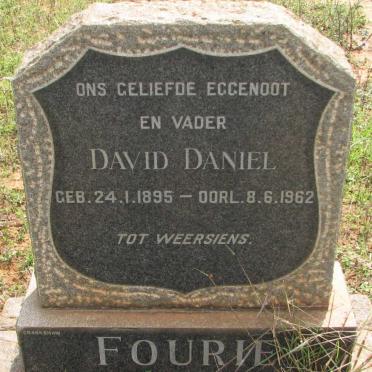 ONS GELIEFDE EGGENOOT
EN VADER
DAVID DANIEL
GEB. 24.1.1895 – OORL. 8.6.1962
TOT WEERSIENS.
FOURIE